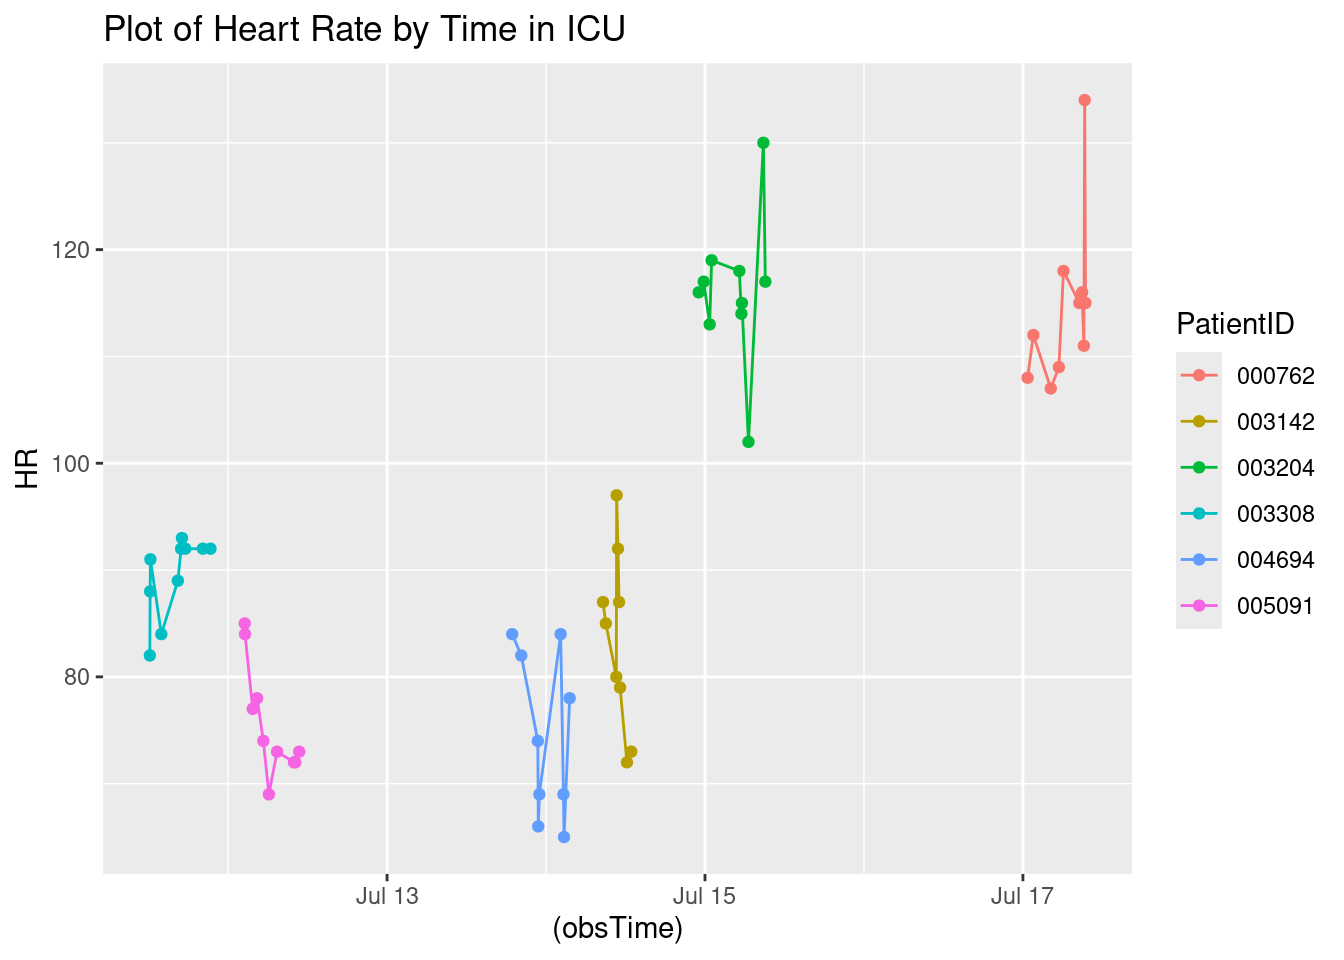 Plot of Heart Rate by Time in ICU
HR
120
100
80
Jul 13
Jul 15
Jul 17
(obsTime)
PatientID
000762
003142
003204
003308
004694
005091